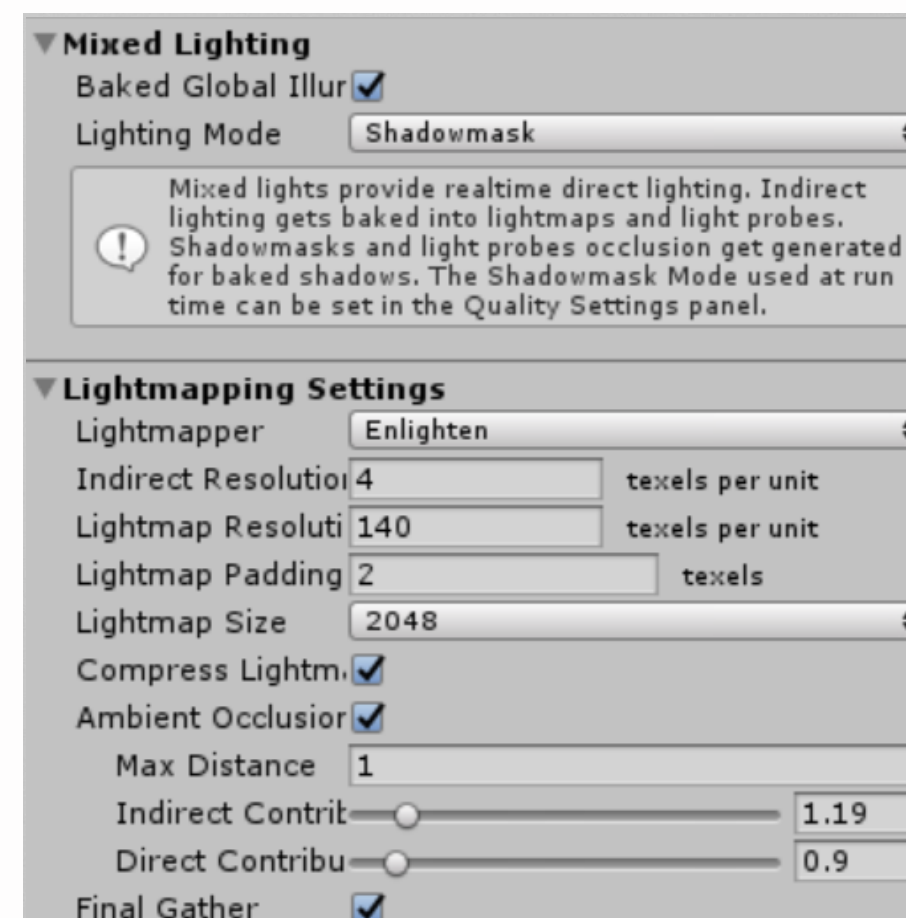 Mixed Lighting
Baked Global Illur
Lighting Mode Shadowmask
Mixed lights provide realtime direct lighting. Indirect
lighting gets baked into lightmaps and light probes.
Shadowmasks and light probes occlusion get generated
for baked shadows. The Shadowmask Mode used at run
time can be set in the Quality Settings panel.
Lightmapping Settings
Lightmapper Enlighten
Indirect Resolution 4 texels per unit
Lightmap Resoluti 140 texels per unit
Lightmap Padding 2 texels
Lightmap Size 2048
Compress Lightm
Ambient Occlusior
Max Distance 1
Indirect Contrib 1.19
Direct Contribu 0.9
Final Gather